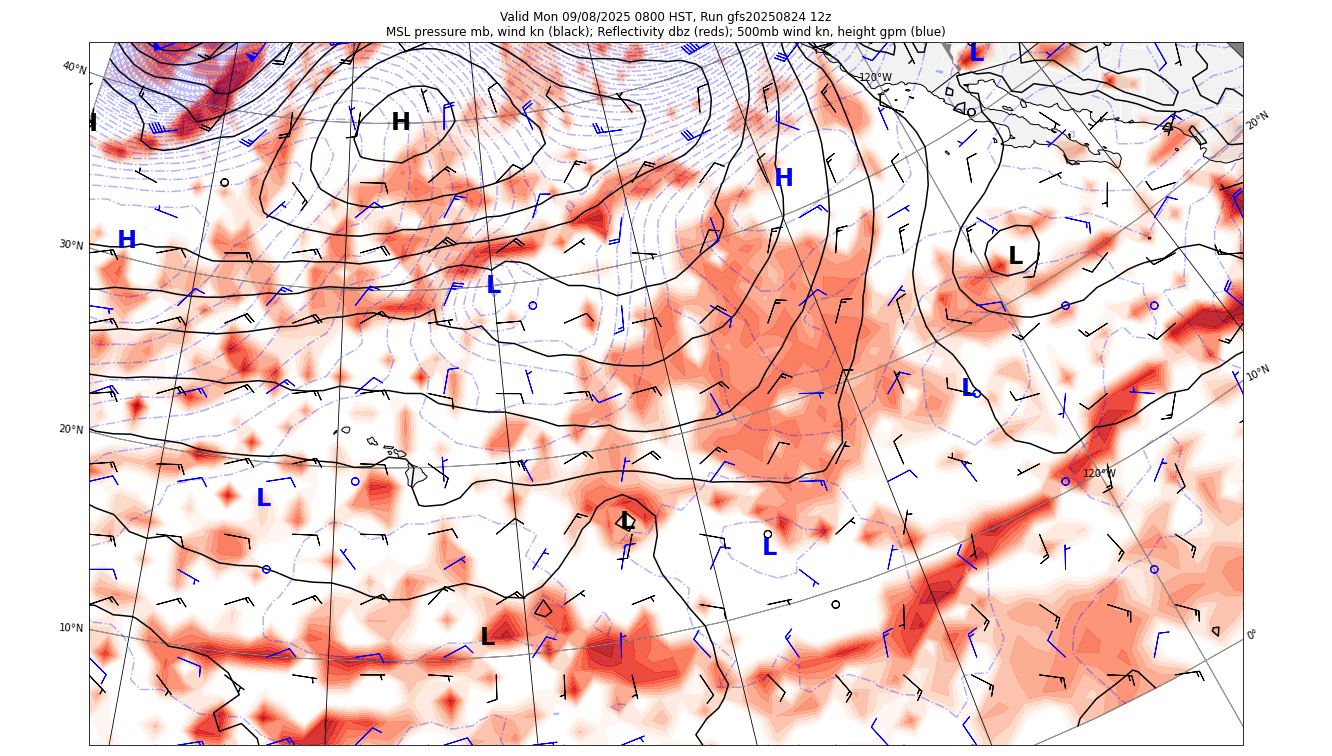 Valid Mon 09/08/2025 0800 HST, Run gfs20250824 12z
MSL pressure mb, wind kn (black); Reflectivity dbz (reds); 500mb wind kn, height gpm (blue)
L
40°N
120°W
H
H
20°N
H
H
30°N
L
L
10°N
L
20°N
120°W
L
L
L
10°N
L
0°